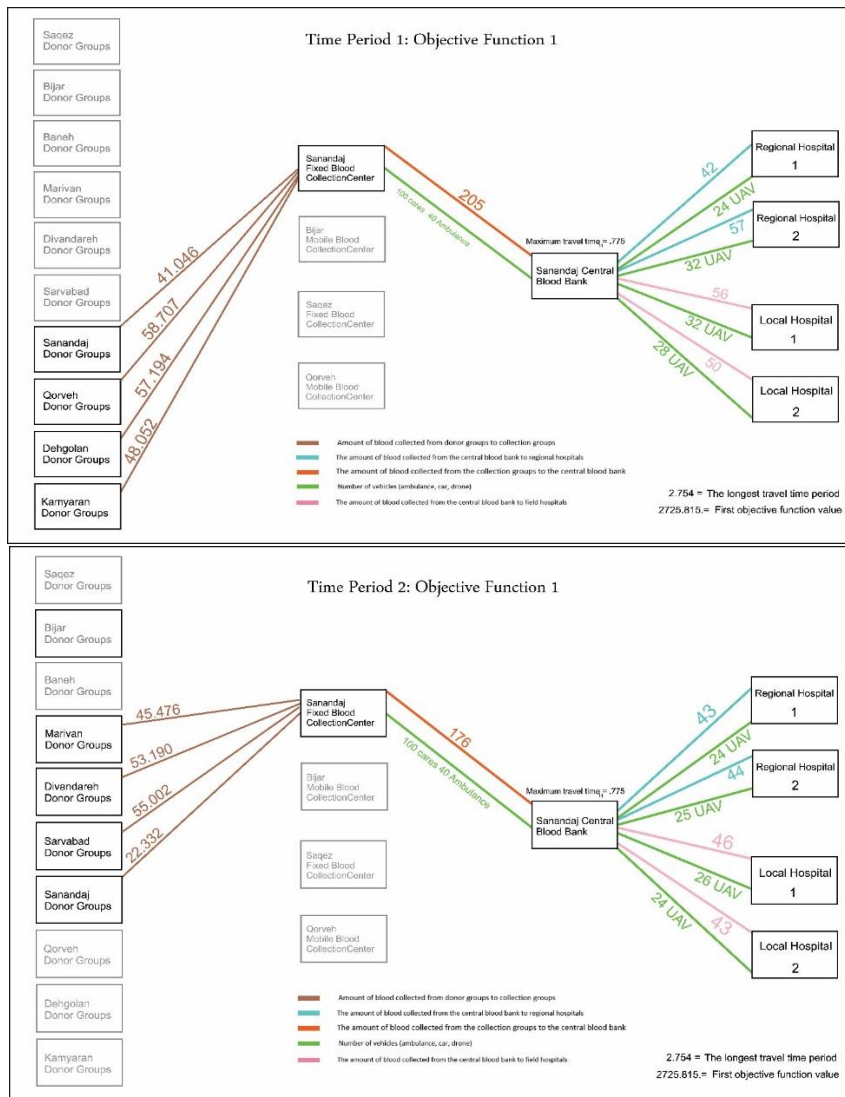 Time Period 1: Objective Function 1
Saqez
Donor Groups
Bijar
Donor Groups
Baneh
Donor Groups
Marivan
Donor Groups
Divandareh
Donor Groups
Sarvabad
Donor Groups
Sanandaj
Donor Groups
Qorveh
Donor Groups
Dehgolan
Donor Groups
Kamyaran
Donor Groups
41.046
58.707
57.194
48.052
Sanandaj
Fixed Blood
CollectionCenter
Bijar
Mobile Blood
CollectionCenter
Saqez
Fixed Blood
CollectionCenter
Qorveh
Mobile Blood
CollectionCenter
205
100 cares 40 Ambulance
Maximum travel time = .775
Sanandaj Central
Blood Bank
42
24 UAV
57
32 UAV
56
32 UAV
50
28 UAV
Regional Hospital
1
Regional Hospital
2
Local Hospital
1
Local Hospital
2
Amount of blood collected from donor groups to collection groups
The amount of blood collected from the central blood bank to regional hospitals
The amount of blood collected from the collection groups to the central blood bank
Number of vehicles (ambulance, car, drone)
The amount of blood collected from the central blood bank to field hospitals
2.754 = The longest travel time period
2725.815.= First objective function value
Time Period 2: Objective Function 1
Saqez
Donor Groups
Bijar
Donor Groups
Baneh
Donor Groups
Marivan
Donor Groups
Divandareh
Donor Groups
Sarvabad
Donor Groups
Sanandaj
Donor Groups
Qorveh
Donor Groups
Dehgolan
Donor Groups
Kamyaran
Donor Groups
45.476
53.190
55.002
22.332
Sanandaj
Fixed Blood
CollectionCenter
Bijar
Mobile Blood
CollectionCenter
Saqez
Fixed Blood
CollectionCenter
Qorveh
Mobile Blood
CollectionCenter
176
100 cares 40 Ambulance
Maximum travel time = .775
Sanandaj Central
Blood Bank
43
24 UAV
44
25 UAV
46
26 UAV
43
24 UAV
Regional Hospital
1
Regional Hospital
2
Local Hospital
1
Local Hospital
2
Amount of blood collected from donor groups to collection groups
The amount of blood collected from the central blood bank to regional hospitals
The amount of blood collected from the collection groups to the central blood bank
Number of vehicles (ambulance, car, drone)
The amount of blood collected from the central blood bank to field hospitals
2.754 = The longest travel time period
2725.815.= First objective function value